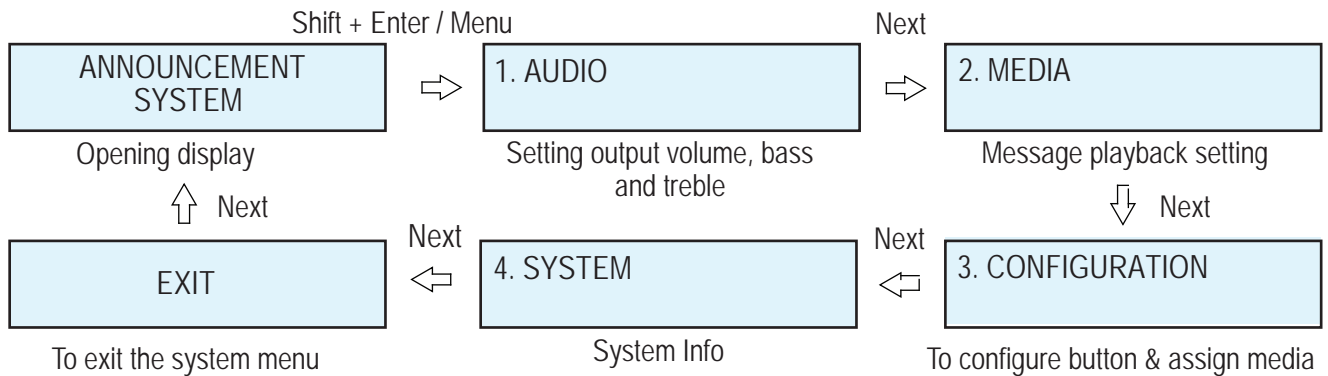 Shift + Enter / Menu
Next
ANNOUNCEMENT
SYSTEM
1. AUDIO
2. MEDIA
Opening display
Setting output volume, bass
and treble
Message playback setting
Next
Next
Next
Next
EXIT
4. SYSTEM
3. CONFIGURATION
To exit the system menu
System Info
To configure button & assign media